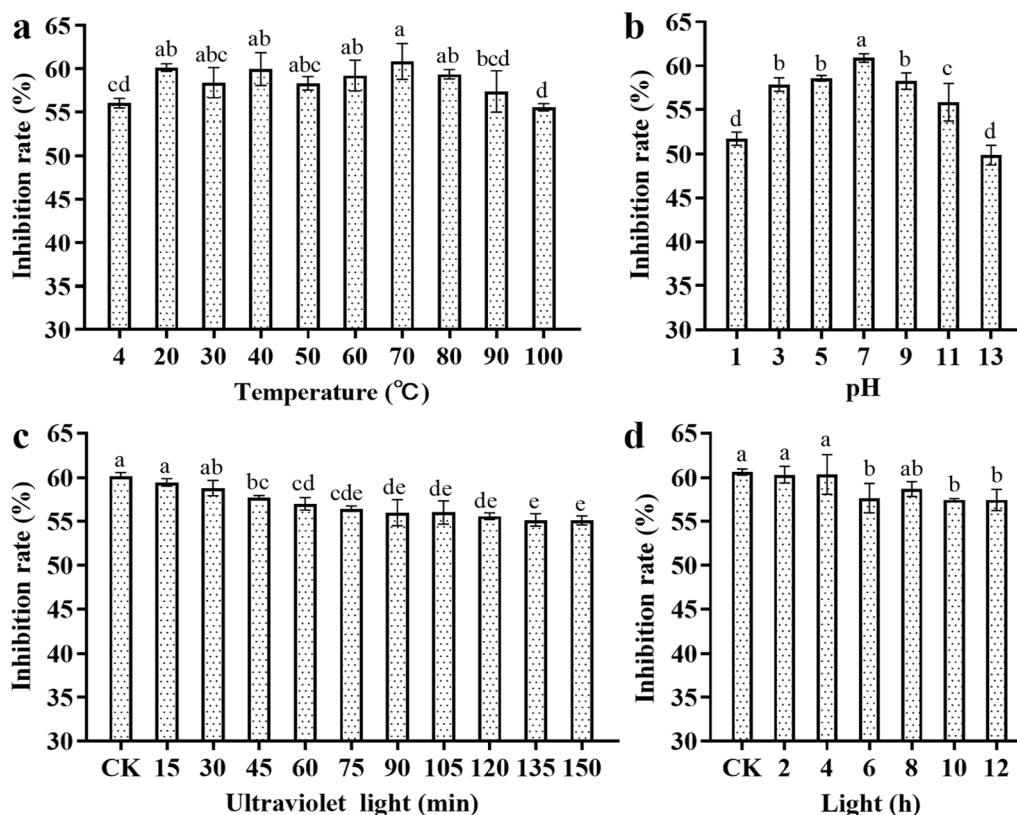 a
Inhibition rate (%)
65
60
55
50
45
40
35
30
cd ab abc ab abc ab a ab bcd d
4 20 30 40 50 60 70 80 90 100
Temperature (℃)
b
Inhibition rate (%)
65
60
55
50
45
40
35
30
d b b a b c d
1 3 5 7 9 11 13
pH
c
Inhibition rate (%)
65
60
55
50
45
40
35
30
a a ab bc cd cde de de de e e
CK 15 30 45 60 75 90 105 120 135 150
Ultraviolet light (min)
d
Inhibition rate (%)
65
60
55
50
45
40
35
30
a a a b ab b b
CK 2 4 6 8 10 12
Light (h)